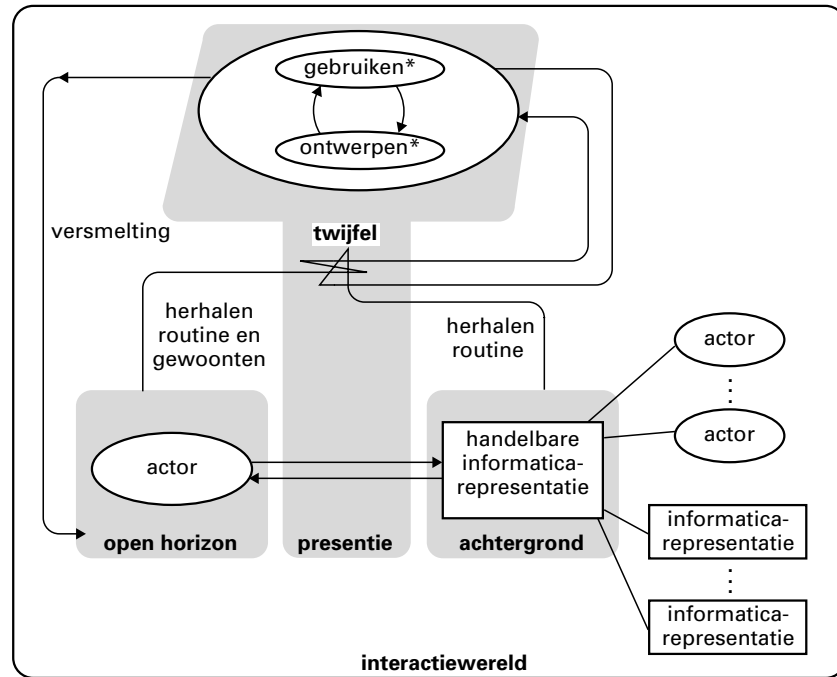 gebruiken*
ontwerpen*
versmelting
twijfel
herhalen
routine en
gewoonten
herhalen
routine
actor
actor
actor
handelbare
informatica-
representatie
open horizon
presentie
achtergrond
informatica-
representatie
informatica-
representatie
interactiewereld